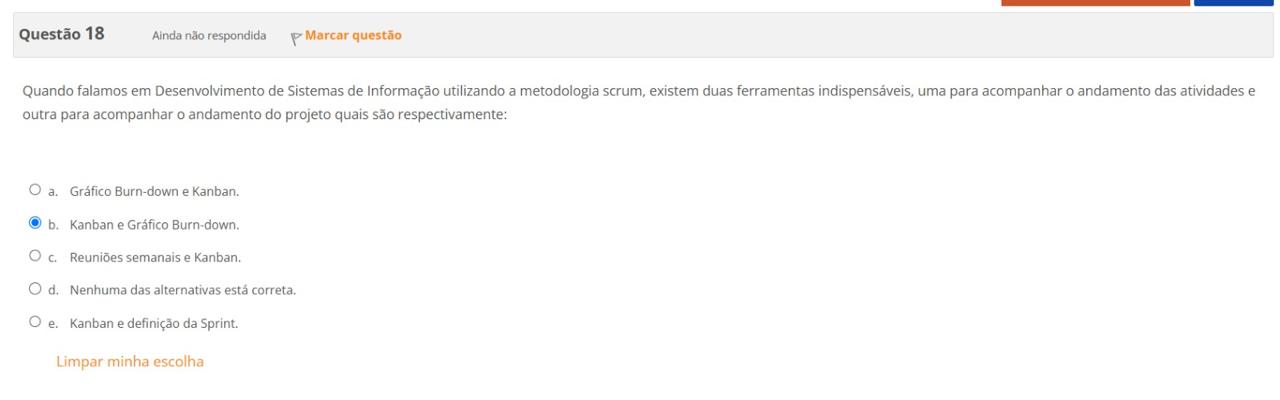 Questão 18 Ainda não respondida Marcar questão
Quando falamos em Desenvolvimento de Sistemas de Informação utilizando a metodologia scrum, existem duas ferramentas indispensáveis, uma para acompanhar o andamento das atividades e
outra para acompanhar o andamento do projeto quais são respectivamente:
a. Gráfico Burn-down e Kanban.
b. Kanban e Gráfico Burn-down.
c. Reuniões semanais e Kanban.
d. Nenhuma das alternativas está correta.
e. Kanban e definição da Sprint.
Limpar minha escolha